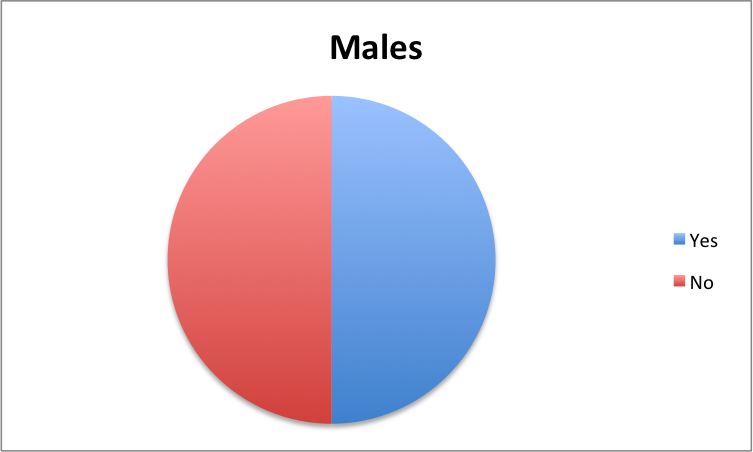 Males
Yes
No